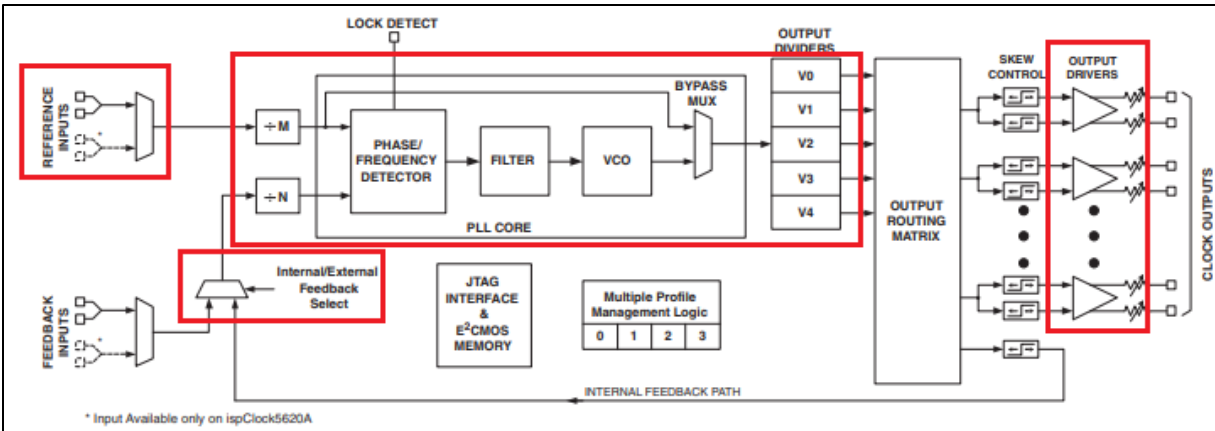 LOCK DETECT
OUTPUT
DIVIDERS
SKEW
CONTROL
OUTPUT
DRIVERS
REFERENCE
INPUTS
*
÷ M
÷ N
PHASE/
FREQUENCY
DETECTOR
FILTER
VCO
BYPASS
MUX
PLL CORE
V0
V1
V2
V3
V4
OUTPUT
ROUTING
MATRIX
CLOCK OUTPUTS
Internal/External
Feedback
Select
FEEDBACK
INPUTS
*
JTAG
INTERFACE
&
E2CMOS
MEMORY
Multiple Profile
Management Logic
0 1 2 3
INTERNAL FEEDBACK PATH
* Input Available only on ispClock5620A